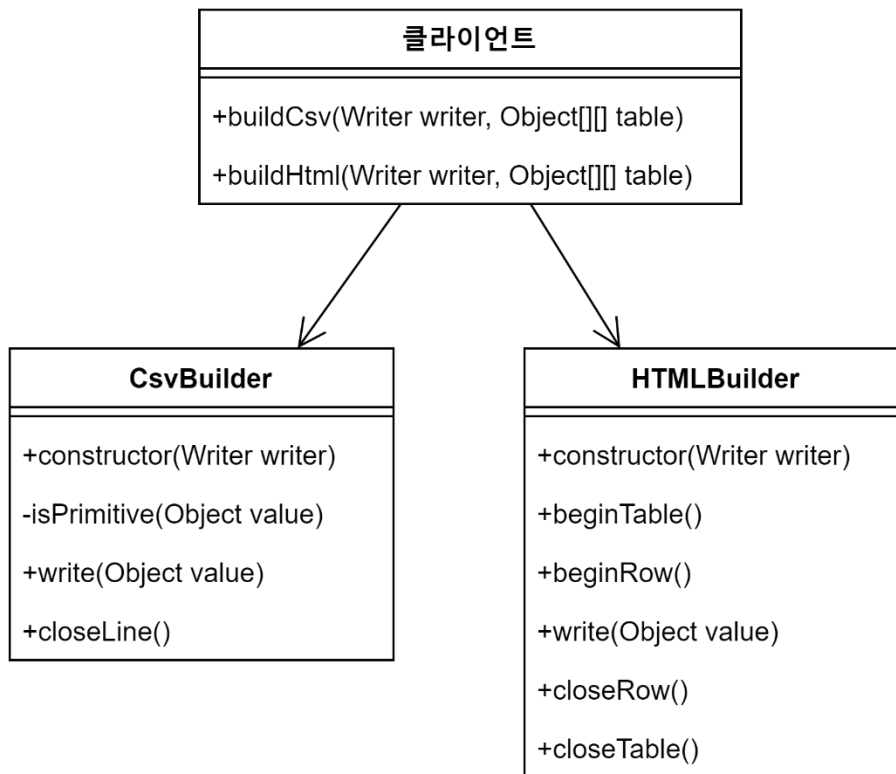 클라이언트
+buildCsv(Writer writer, Object[][] table)
+buildHtml(Writer writer, Object[][] table)
CsvBuilder
+constructor(Writer writer)
-isPrimitive(Object value)
+write(Object value)
+closeLine()
HTMLBuilder
+constructor(Writer writer)
+beginTable()
+beginRow()
+write(Object value)
+closeRow()
+closeTable()